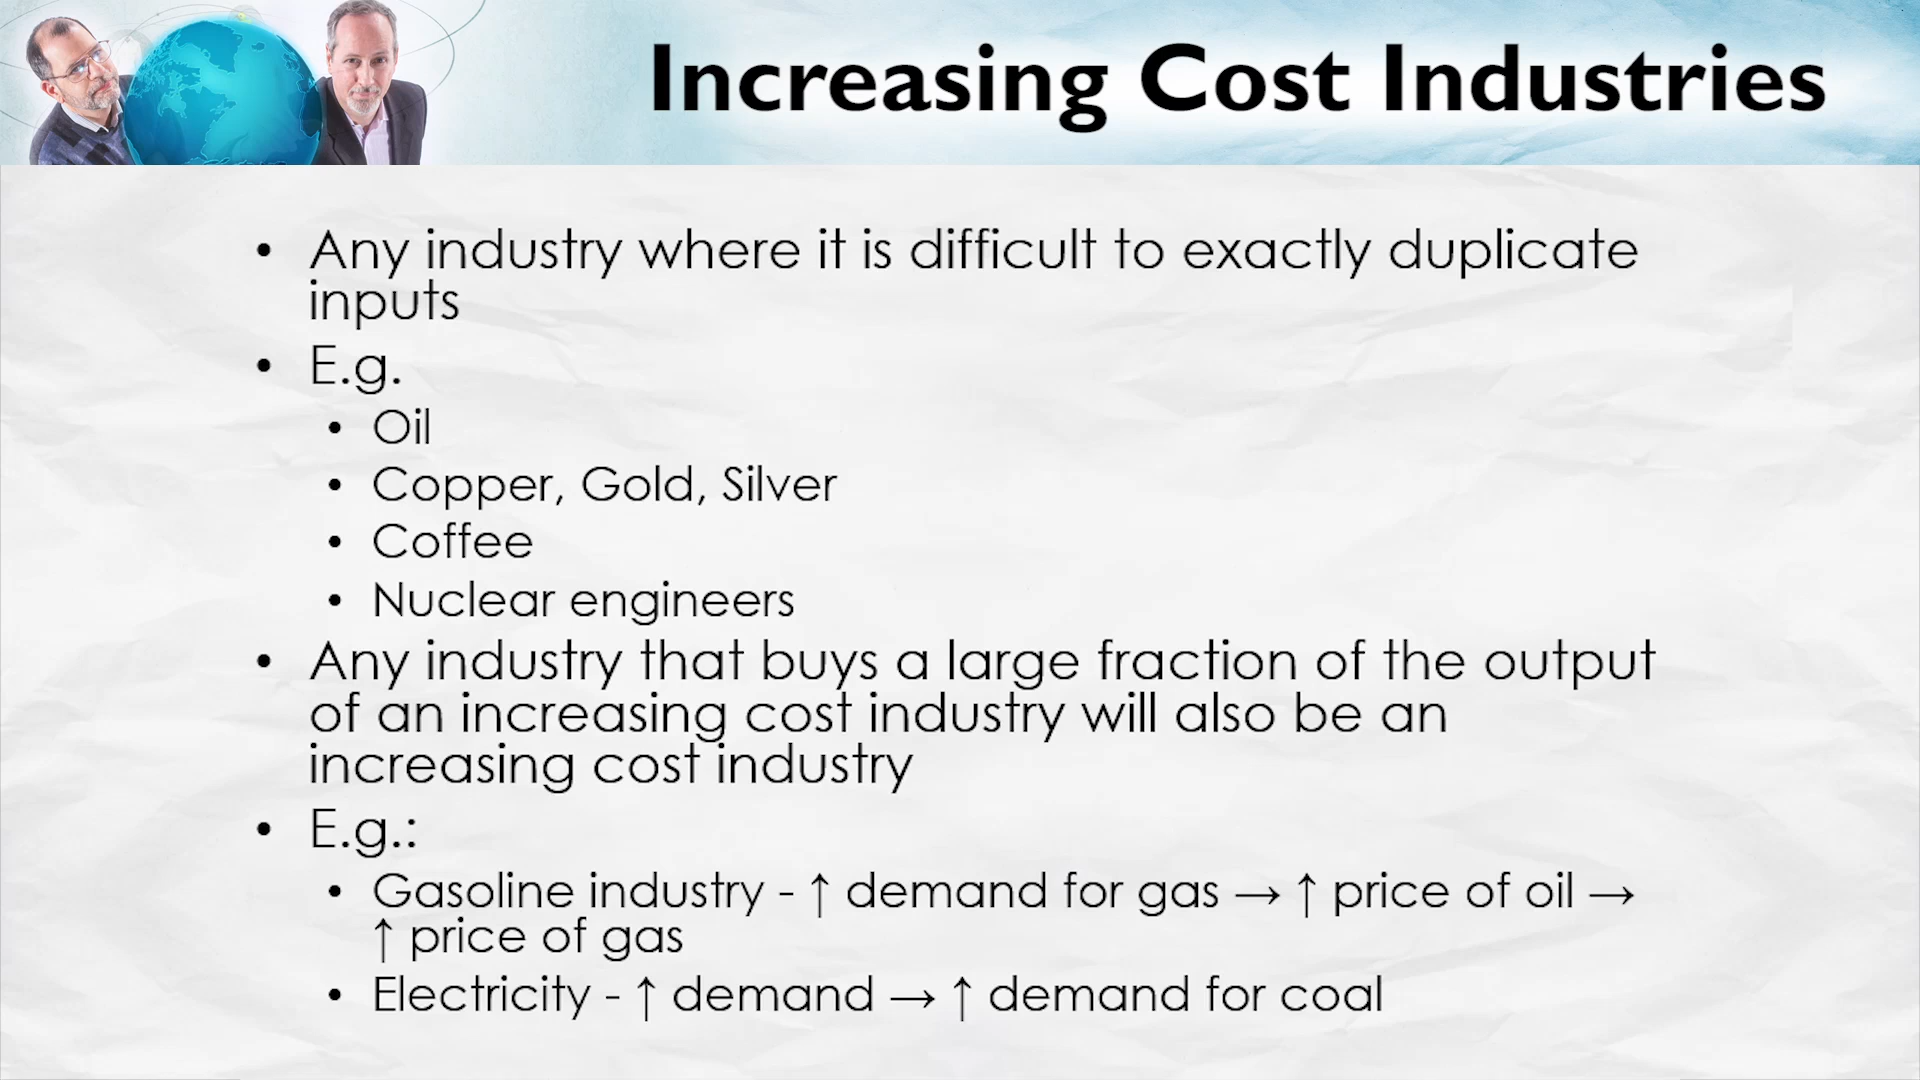 Increasing Cost Industries
• Any industry where it is difficult to exactly duplicate
inputs
• E.g.
• Oil
• Copper, Gold, Silver
• Coffee
• Nuclear engineers
• Any industry that buys a large fraction of the output
of an increasing cost industry will also be an
increasing cost industry
• E.g.:
• Gasoline industry - ↑ demand for gas → ↑ price of oil →
↑ price of gas
• Electricity - ↑ demand → ↑ demand for coal